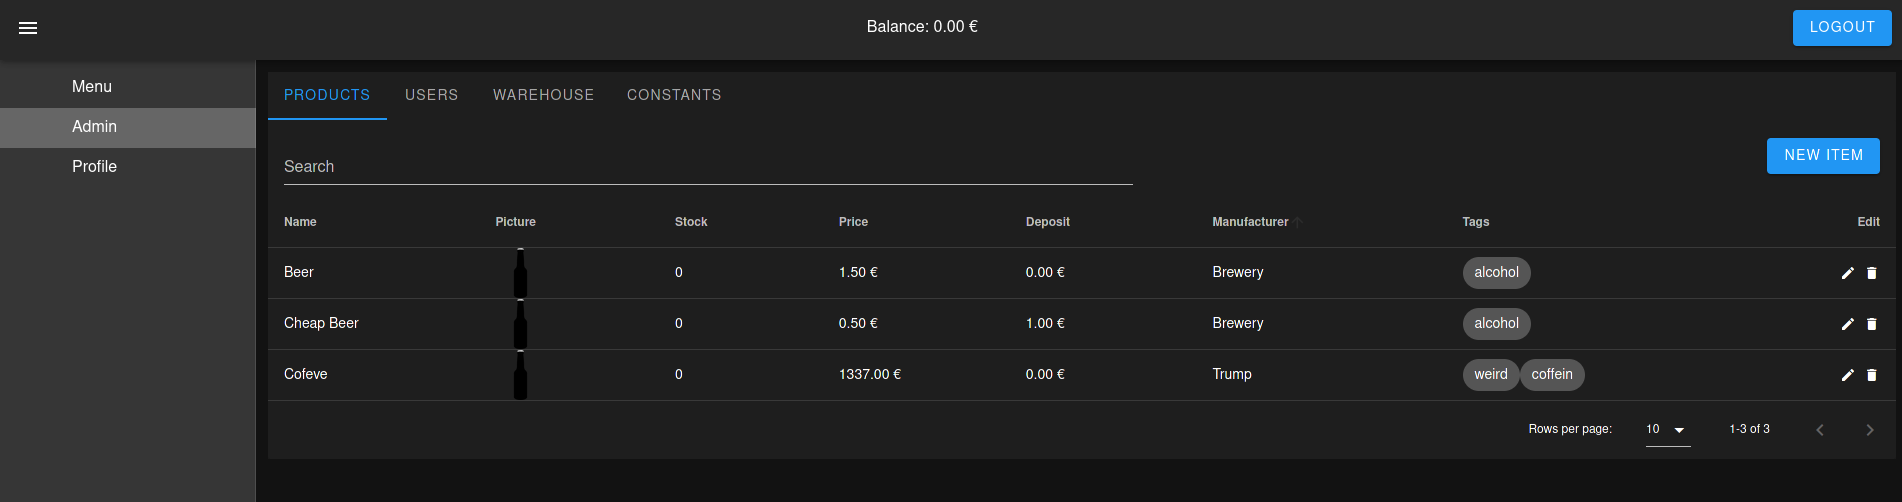 Balance: 0.00 €
LOGOUT
Menu
Admin
Profile
PRODUCTS USERS WAREHOUSE CONSTANTS
Search
NEW ITEM
Name Picture Stock Price Deposit Manufacturer Tags Edit
Beer 0 1.50 € 0.00 € Brewery alcohol
Cheap Beer 0 0.50 € 1.00 € Brewery alcohol
Cofeve 0 1337.00 € 0.00 € Trump weird coffein
Rows per page: 10 1-3 of 3